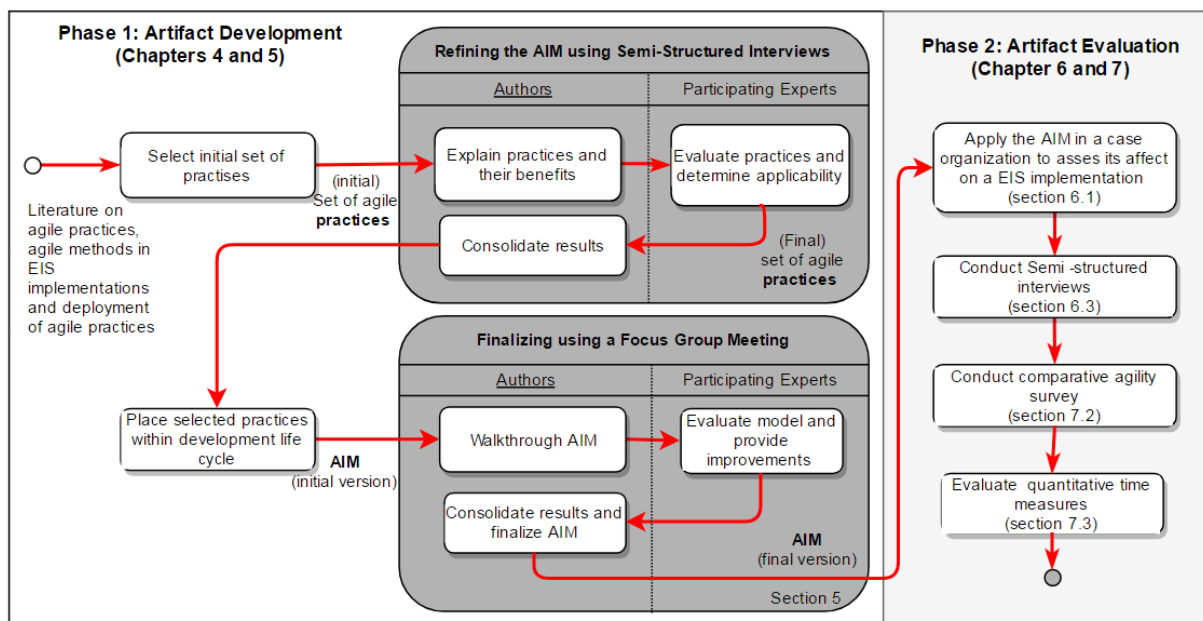 Phase 1: Artifact Development
(Chapters 4 and 5)
Literature on
agile practices,
agile methods in
EIS
implementations
and deployment
of agile practices
Select initial set of
practises
(initial)
Set of agile
practices
Refining the AIM using Semi-Structured Interviews
Authors
Participating Experts
Explain practices and
their benefits
Evaluate practices and
determine applicability
Consolidate results
(Final)
set of agile
practices
Place selected practices
within development life
cycle
AIM
(initial version)
Finalizing using a Focus Group Meeting
Authors
Participating Experts
Walkthrough AIM
Evaluate model and
provide
improvements
Consolidate results and
finalize AIM
AIM
(final version)
Section 5
Phase 2: Artifact Evaluation
(Chapter 6 and 7)
Apply the AIM in a case
organization to asses its affect
on a EIS implementation
(section 6.1)
Conduct Semi -structured
interviews
(section 6.3)
Conduct comparative agility
survey
(section 7.2)
Evaluate quantitative time
measures
(section 7.3)